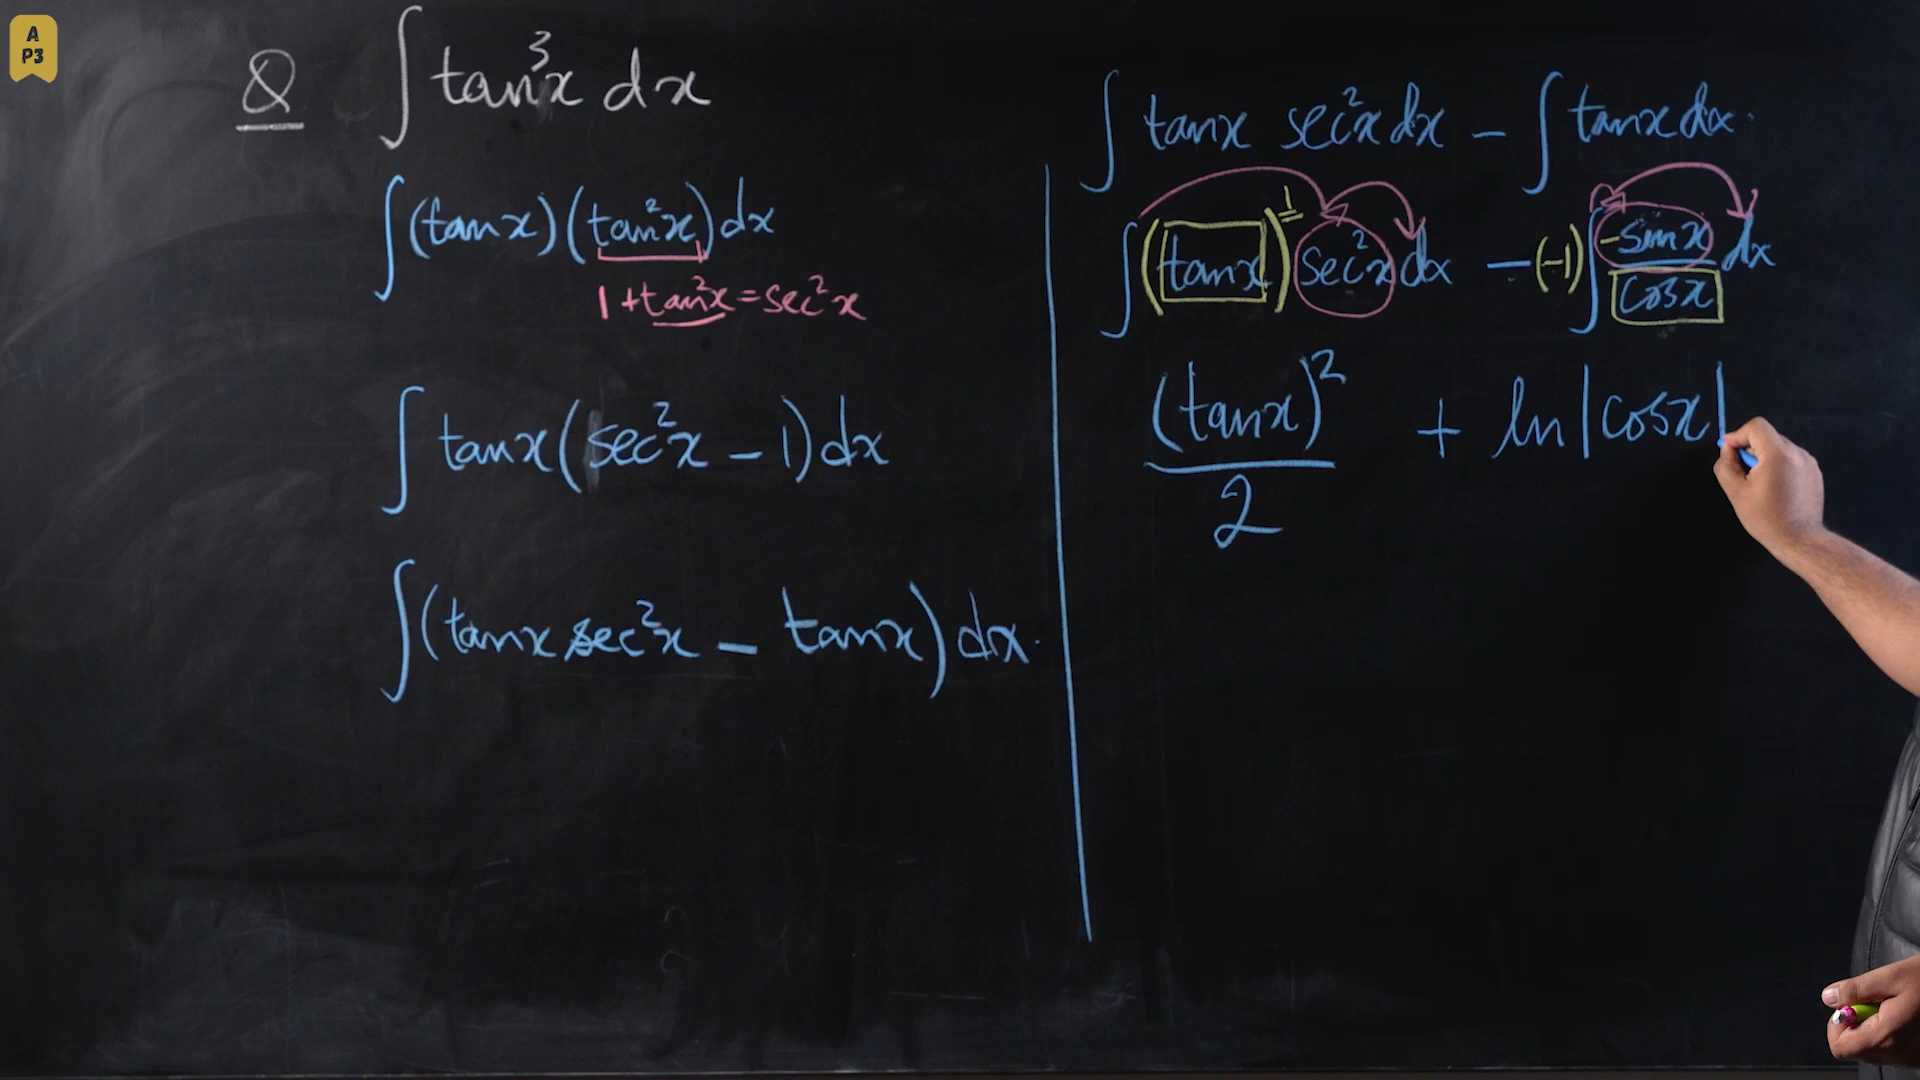 A
P3
Q ∫ tan³x dx
∫ (tanx) (tan²x) dx
1 + tan²x = sec²x
∫ tanx (sec²x − 1) dx
∫ (tanx sec²x − tanx) dx.
∫ tanx sec²x dx − ∫ tanx dx.
∫ (tanx)¹ sec²x dx − (−1) ∫ −sinx/cosx dx
(tanx)²/2 + ln|cosx|